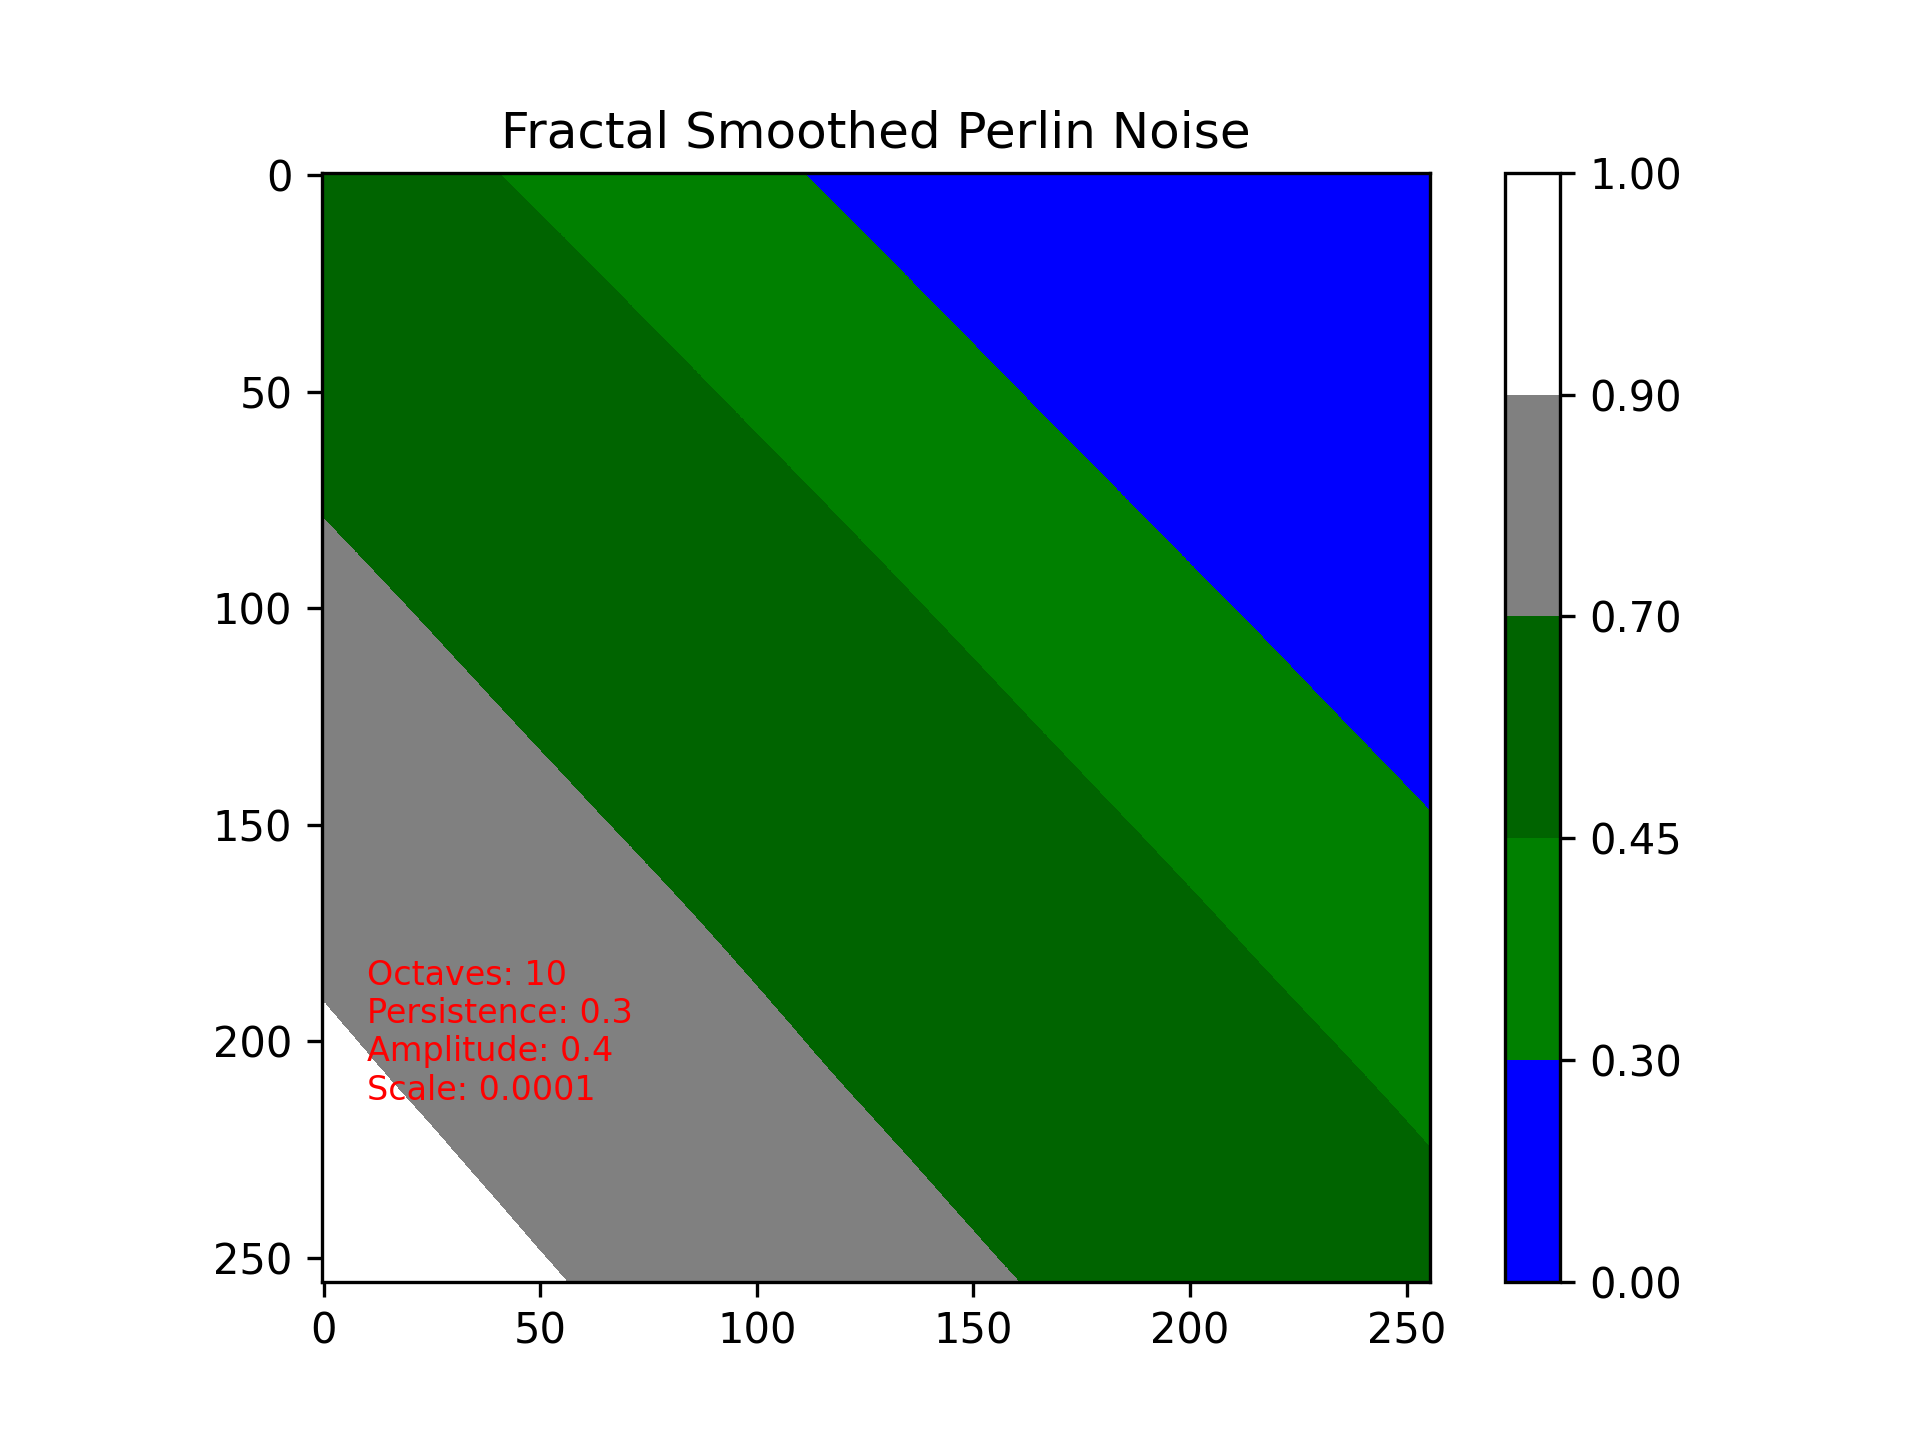 Fractal Smoothed Perlin Noise
0
50
100
150
200
250
0 50 100 150 200 250
Octaves: 10
Persistence: 0.3
Amplitude: 0.4
Scale: 0.0001
1.00
0.90
0.70
0.45
0.30
0.00